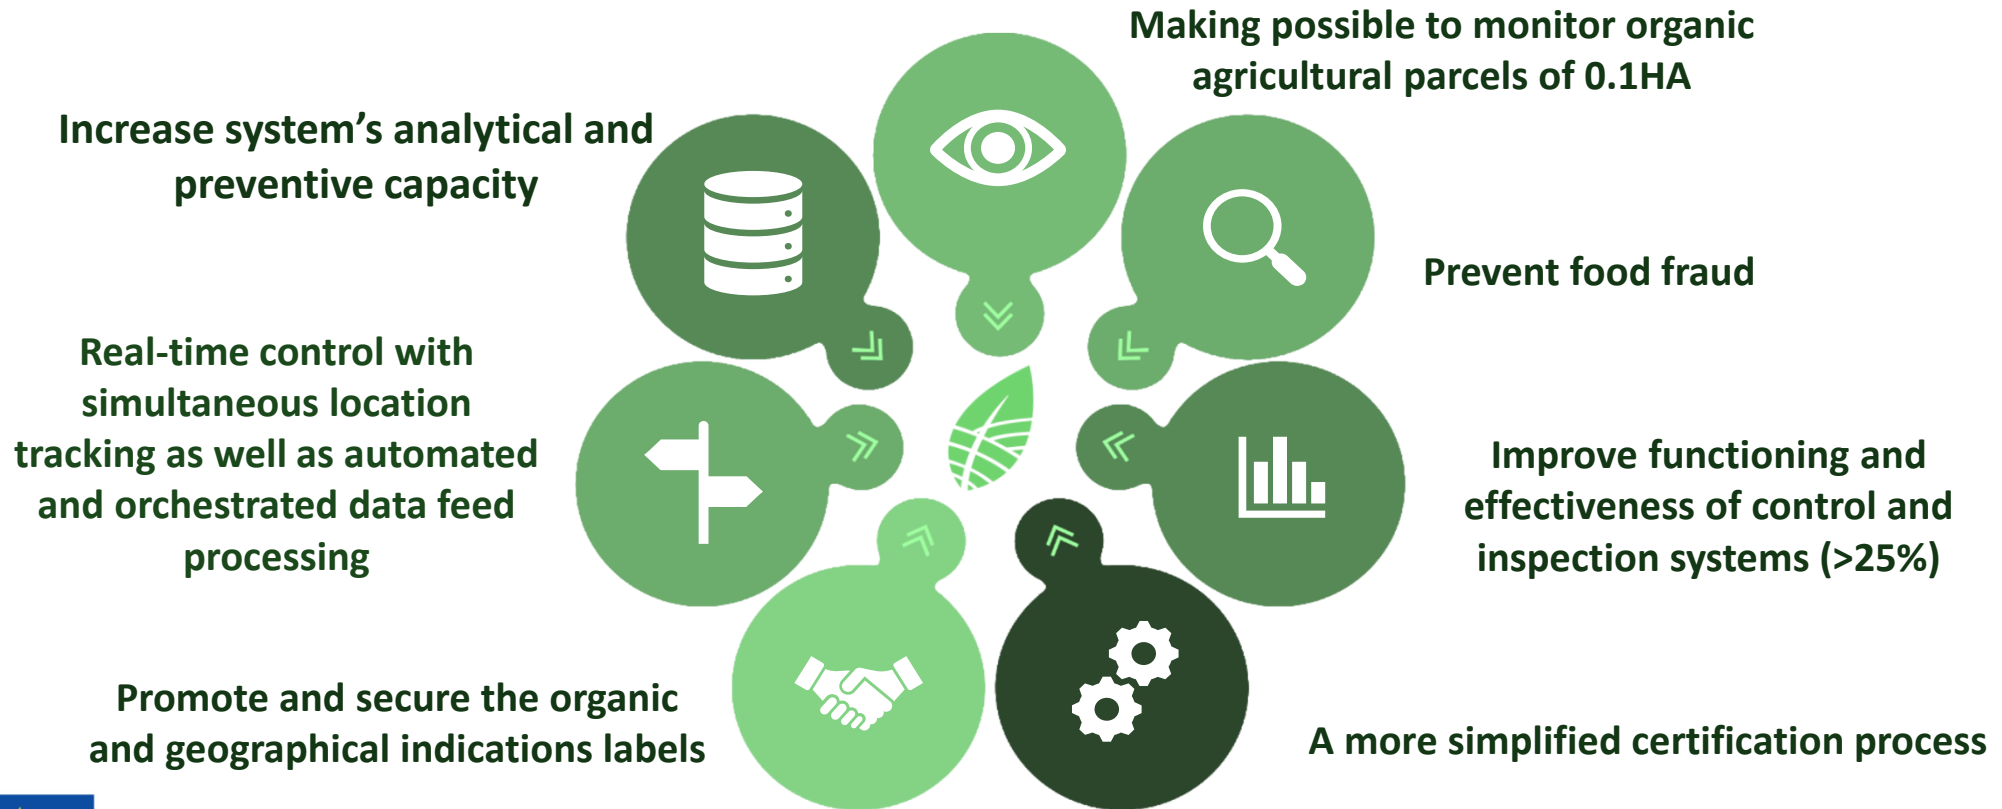 Making possible to monitor organic
agricultural parcels of 0.1HA
Increase system’s analytical and
preventive capacity
Prevent food fraud
Real-time control with
simultaneous location
tracking as well as automated
and orchestrated data feed
processing
Improve functioning and
effectiveness of control and
inspection systems (>25%)
Promote and secure the organic
and geographical indications labels
A more simplified certification process